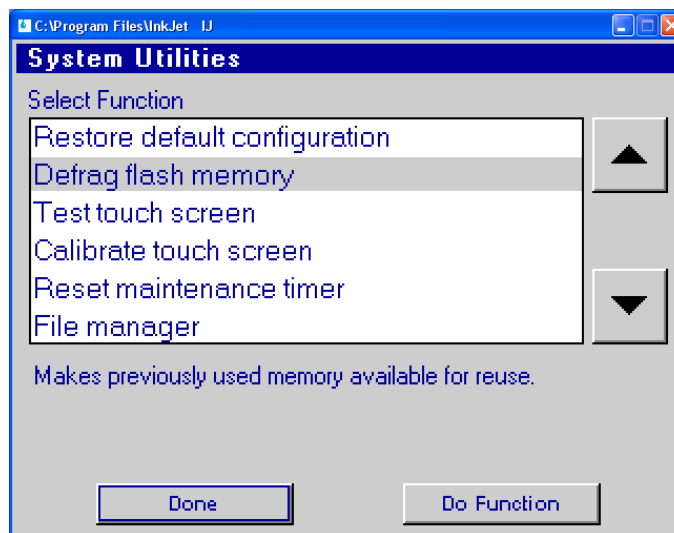 C:\Program Files\InkJet IJ
System Utilities
Select Function
Restore default configuration
Defrag flash memory
Test touch screen
Calibrate touch screen
Reset maintenance timer
File manager
Makes previously used memory available for reuse.
Done
Do Function